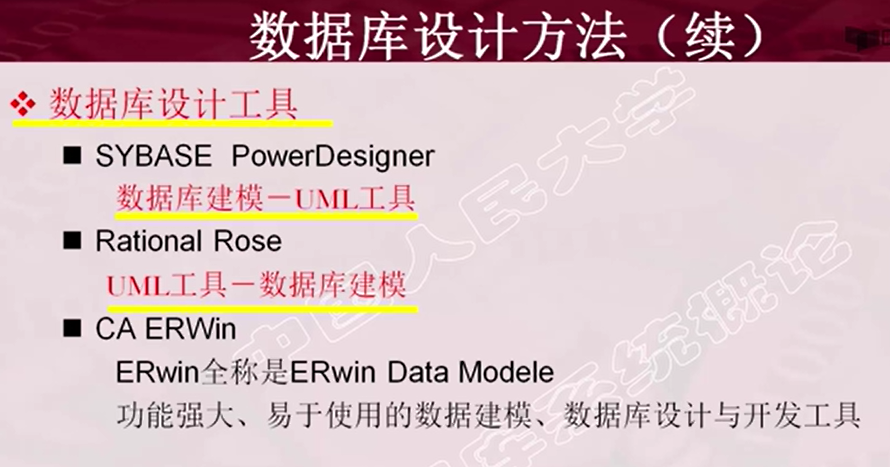 数据库设计方法（续）
❖ 数据库设计工具
■ SYBASE PowerDesigner
数据库建模－UML工具
■ Rational Rose
UML工具－数据库建模
■ CA ERWin
ERwin全称是ERwin Data Modele
功能强大、易于使用的数据建模、数据库设计与开发工具
中国人民大学
库系统概论